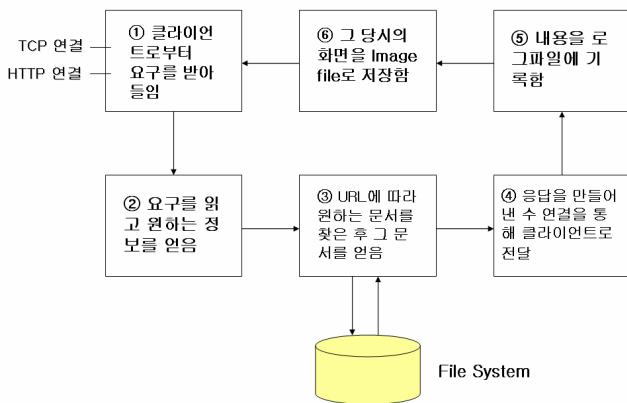 TCP 연결
HTTP 연결
① 클라이언
트로부터
요구를 받아
들임
⑥ 그 당시의
화면을 Image
file로 저장함
⑤ 내용을 로
그파일에 기
록함
② 요구를 읽
고 원하는 정
보를 얻음
③ URL에 따라
원하는 문서를
찾은 후 그 문
서를 얻음
④ 응답을 만들어
낸 수 연결을 통
해 클라이언트로
전달
File System